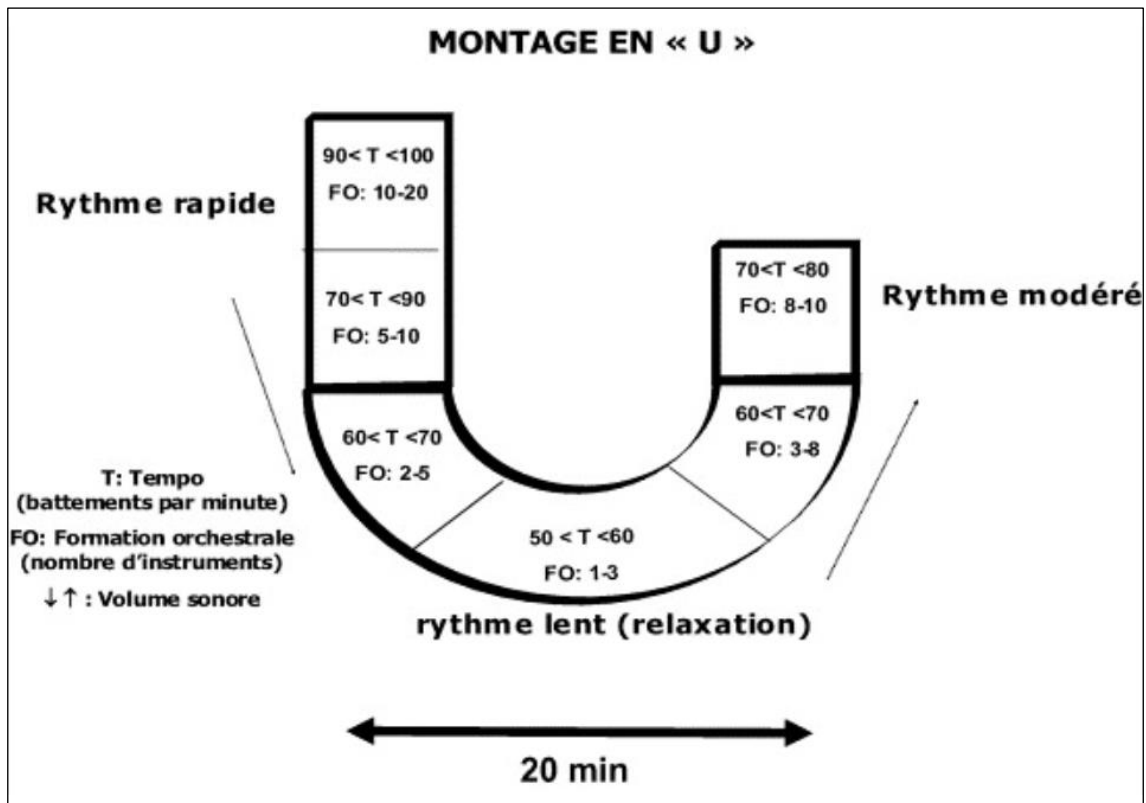 MONTAGE EN « U »
90< T <100
FO: 10-20
Rythme rapide
70< T <90
FO: 5-10
70<T <80
FO: 8-10
Rythme modéré
60< T <70
FO: 2-5
60<T <70
FO: 3-8
T: Tempo
(battements par minute)
FO: Formation orchestrale
(nombre d'instruments)
↓↑ : Volume sonore
50 < T <60
FO: 1-3
rythme lent (relaxation)
20 min